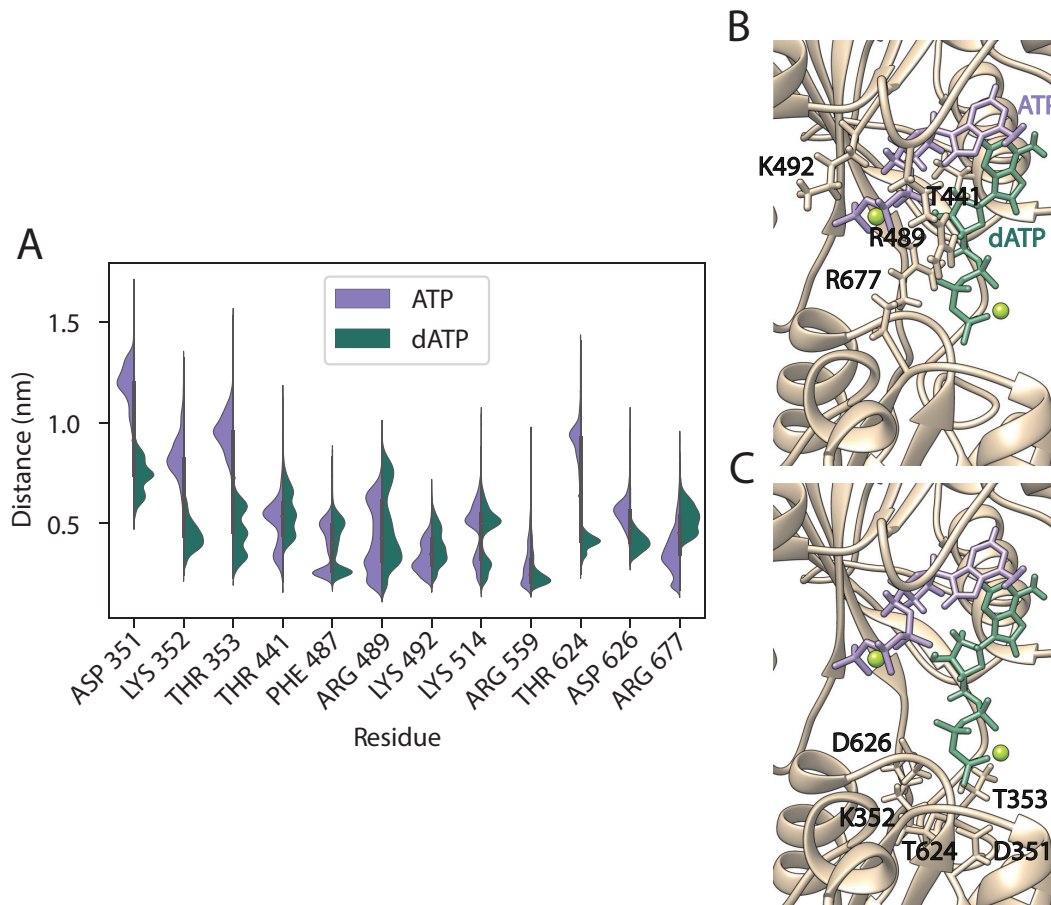 A
1.5
1.0
0.5
Distance (nm)
ATP
dATP
ASP 351
LYS 352
THR 353
THR 441
PHE 487
ARG 489
LYS 492
LYS 514
ARG 559
THR 624
ASP 626
ARG 677
Residue
B
ATP
K492
T441
R489
dATP
R677
C
D626
T353
K352
T624
D351